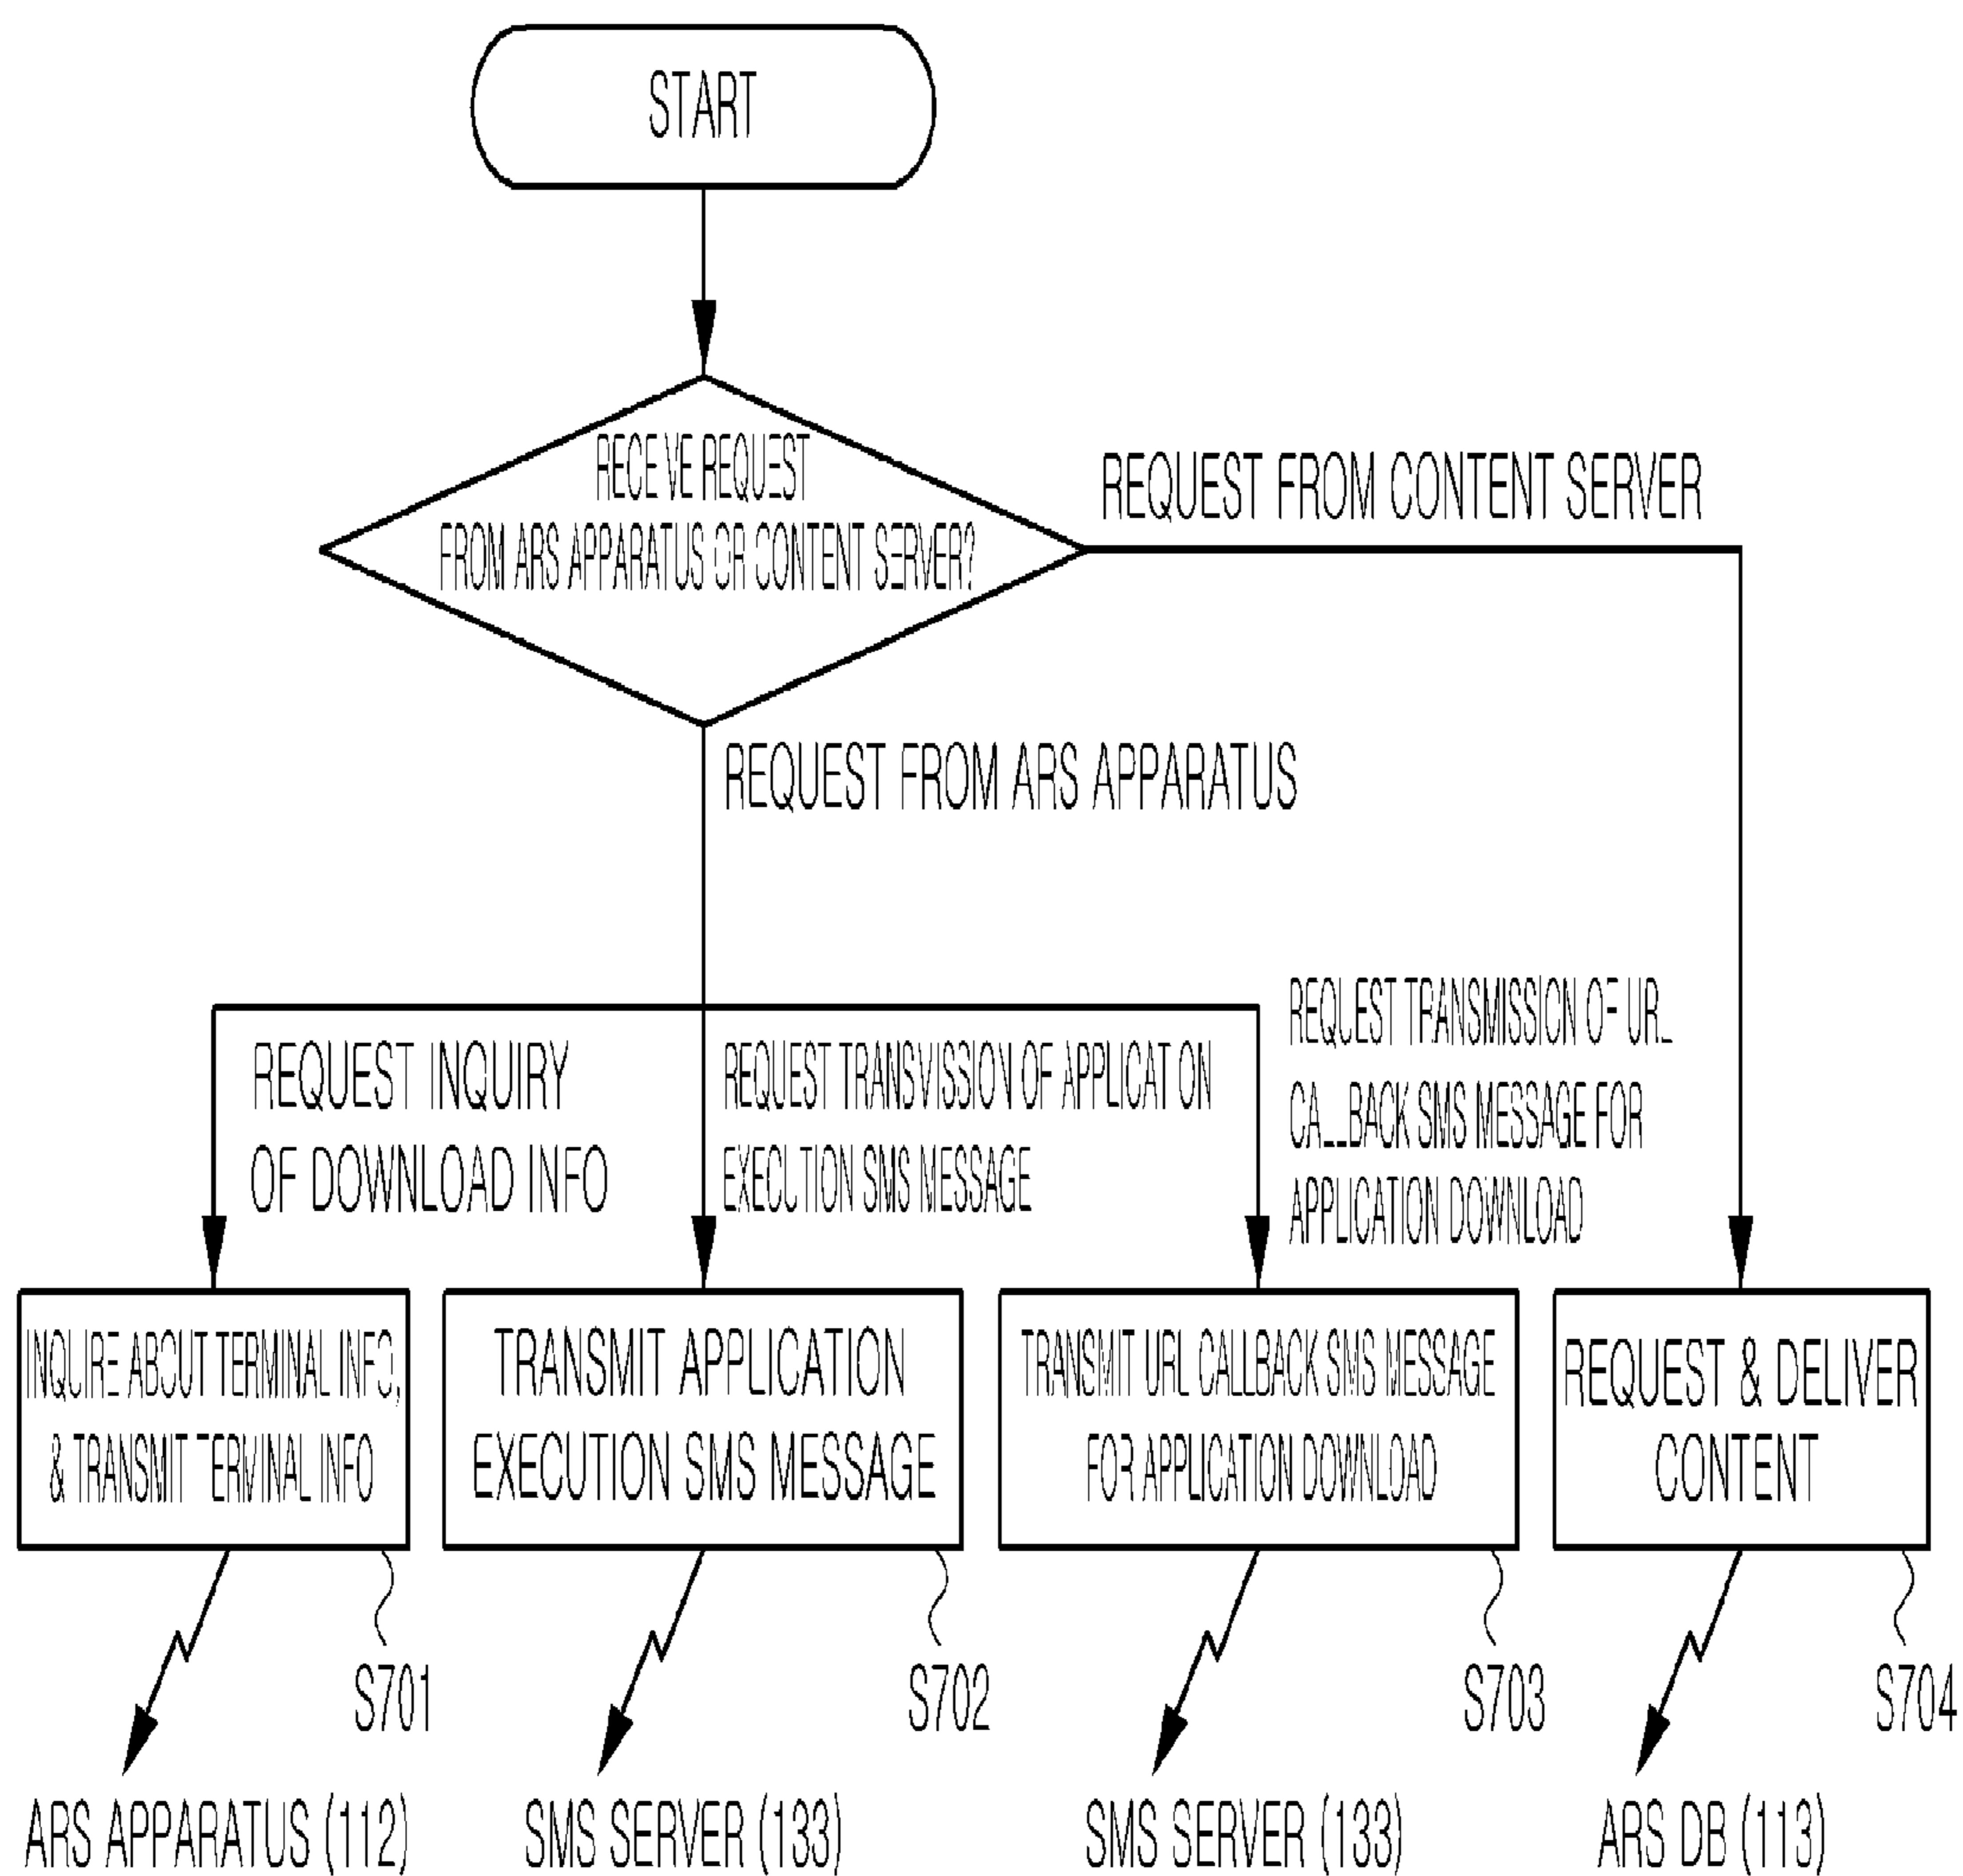 START
RECEIVE REQUEST
FROM ARS APPARATUS OR CONTENT SERVER?
REQUEST FROM CONTENT SERVER
REQUEST FROM ARS APPARATUS
REQUEST INQUIRY
OF DOWNLOAD INFO
REQUEST TRANSMISSION OF APPLICATION
EXECUTION SMS MESSAGE
REQUEST TRANSMISSION OF URL
CALLBACK SMS MESSAGE FOR
APPLICATION DOWNLOAD
INQUIRE ABOUT TERMINAL INFO,
& TRANSMIT TERMINAL INFO
TRANSMIT APPLICATION
EXECUTION SMS MESSAGE
TRANSMIT URL CALLBACK SMS MESSAGE
FOR APPLICATION DOWNLOAD
REQUEST & DELIVER
CONTENT
S701
S702
S703
S704
ARS APPARATUS (112)
SMS SERVER (133)
SMS SERVER (133)
ARS DB (113)